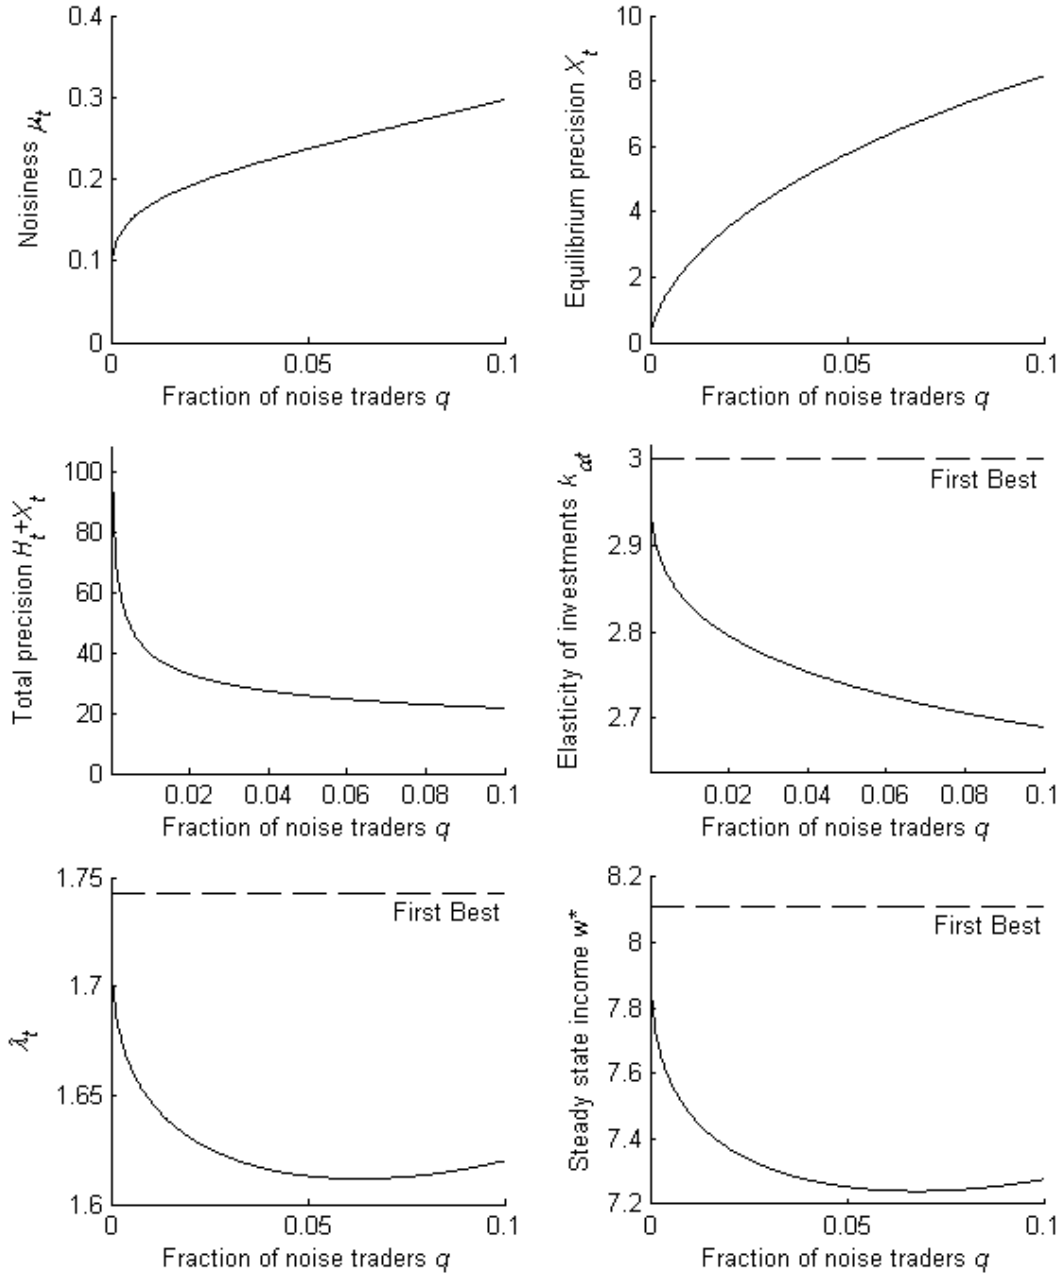 0.4
0.3
0.2
0.1
0
Noisiness μt
0 0.05 0.1
Fraction of noise traders q
10
8
6
4
2
0
Equilibrium precision Xt
0 0.05 0.1
Fraction of noise traders q
100
80
60
40
20
0
Total precision Ht+Xt
0.02 0.04 0.06 0.08 0.1
Fraction of noise traders q
3
2.9
2.8
2.7
Elasticity of investments kαt
First Best
0.02 0.04 0.06 0.08 0.1
Fraction of noise traders q
1.75
1.7
1.65
1.6
λ̂t
First Best
0 0.05 0.1
Fraction of noise traders q
8.2
8
7.8
7.6
7.4
7.2
Steady state income w*
First Best
0 0.05 0.1
Fraction of noise traders q